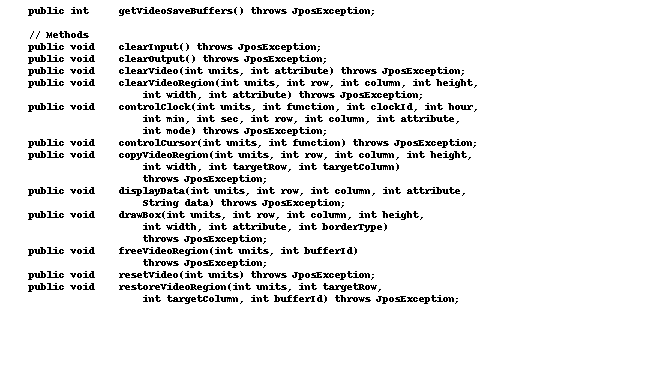 public int getVideoSaveBuffers() throws JposException;
// Methods
public void clearInput() throws JposException;
public void clearOutput() throws JposException;
public void clearVideo(int units, int attribute) throws JposException;
public void clearVideoRegion(int units, int row, int column, int height,
int width, int attribute) throws JposException;
public void controlClock(int units, int function, int clockId, int hour,
int min, int sec, int row, int column, int attribute,
int mode) throws JposException;
public void controlCursor(int units, int function) throws JposException;
public void copyVideoRegion(int units, int row, int column, int height,
int width, int targetRow, int targetColumn)
throws JposException;
public void displayData(int units, int row, int column, int attribute,
String data) throws JposException;
public void drawBox(int units, int row, int column, int height,
int width, int attribute, int borderType)
throws JposException;
public void freeVideoRegion(int units, int bufferId)
throws JposException;
public void resetVideo(int units) throws JposException;
public void restoreVideoRegion(int units, int targetRow,
int targetColumn, int bufferId) throws JposException;